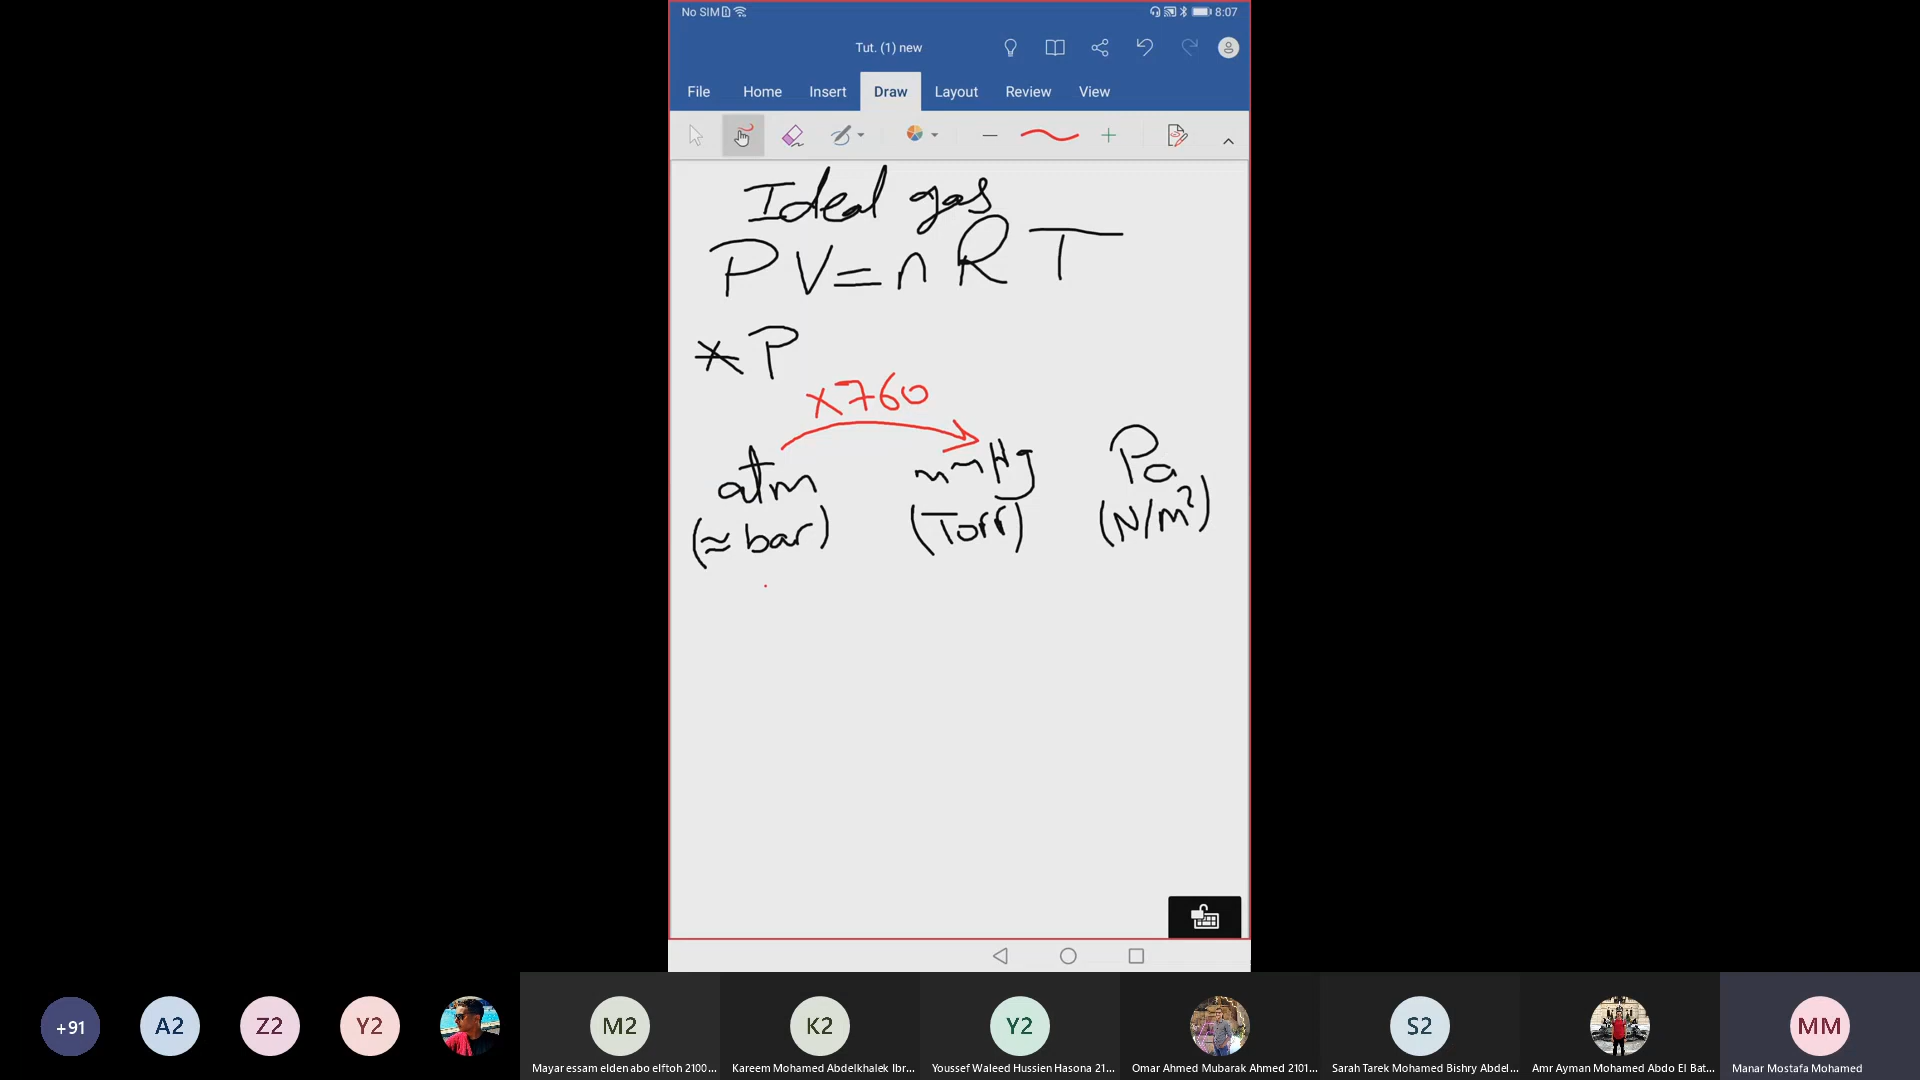 No SIM 8:07
Tut. (1) new
File Home Insert Draw Layout Review View
Ideal gas
PV=nRT
* P
x760
atm mmHg Pa
(≈ bar) (Torr) (N/m²)
+91 A2 Z2 Y2 M2 K2 Y2 S2 MM
Mayar essam elden abo elftoh 2100... Kareem Mohamed Abdelkhalek Ibr... Youssef Waleed Hussien Hasona 21... Omar Ahmed Mubarak Ahmed 2101... Sarah Tarek Mohamed Bishry Abdel... Amr Ayman Mohamed Abdo El Bat... Manar Mostafa Mohamed